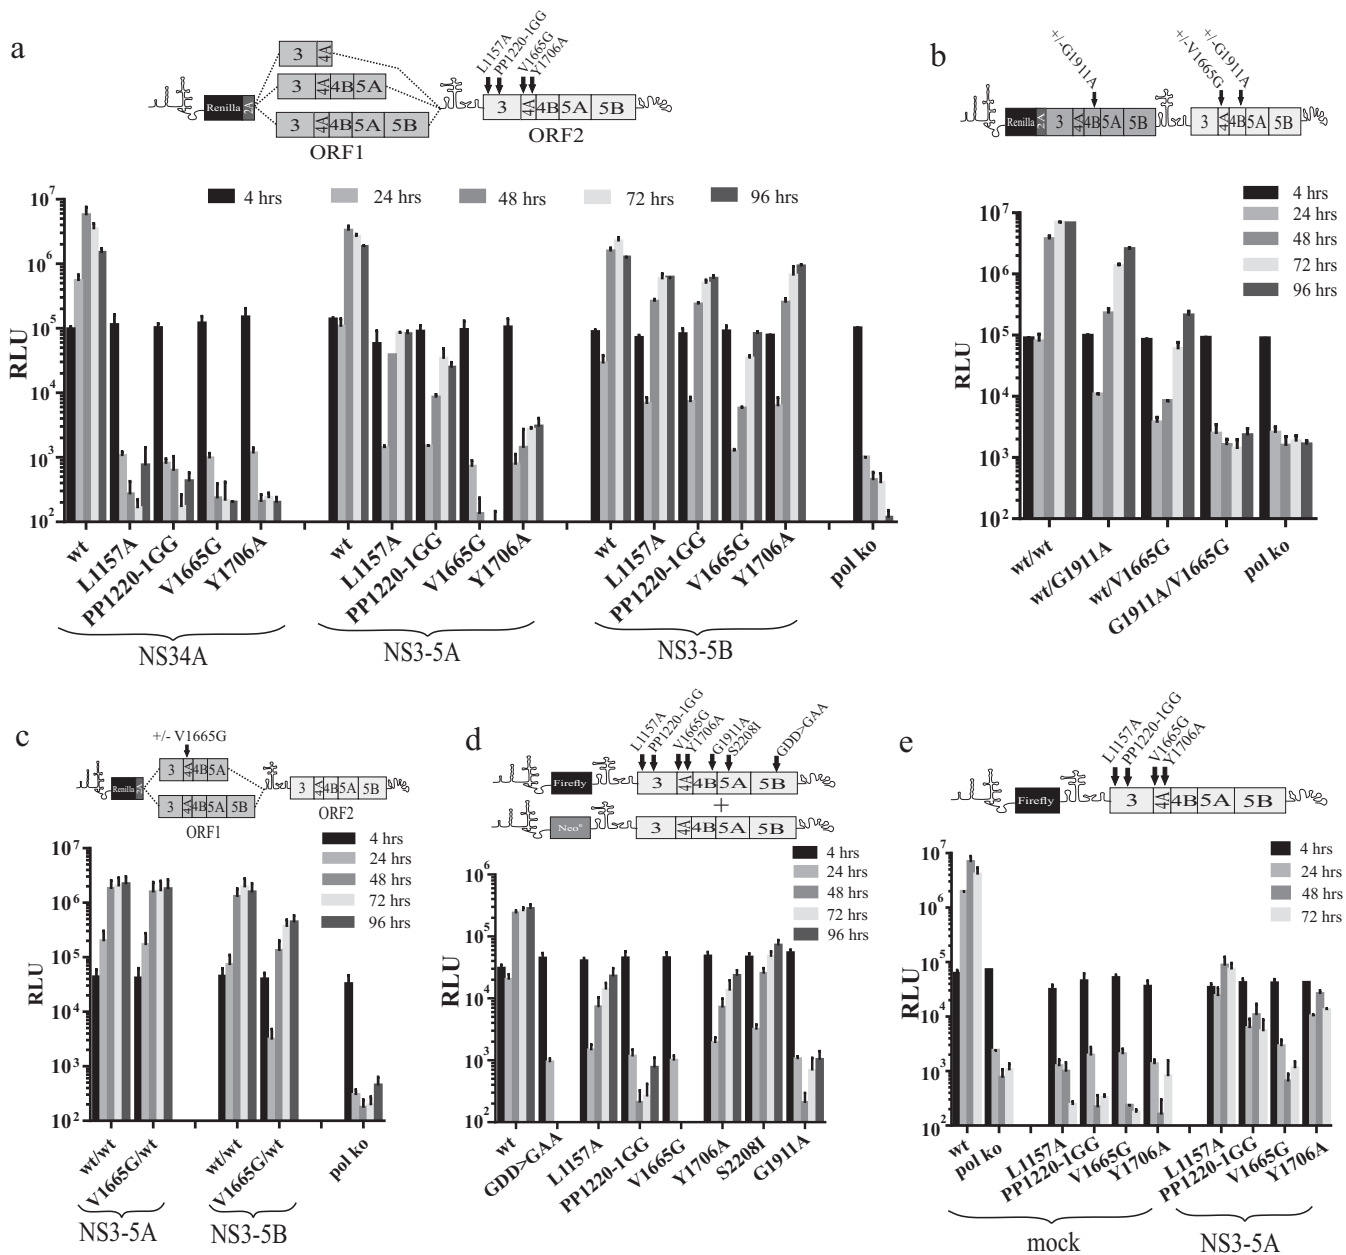 a
3 4A
3 4A 4B 5A
Renilla 2A
3 4A 4B 5A 5B
ORF1
L1157A
PP1220-1GG
V1665G
Y1706A
3 4A 4B 5A 5B
ORF2
4 hrs 24 hrs 48 hrs 72 hrs 96 hrs
RLU
10^7
10^6
10^5
10^4
10^3
10^2
wt L1157A PP1220-1GG V1665G Y1706A
wt L1157A PP1220-1GG V1665G Y1706A
wt L1157A PP1220-1GG V1665G Y1706A
pol ko
NS34A NS3-5A NS3-5B
b
+/-G1911A
+/-V1665G
+/-G1911A
Renilla 2A 3 4A 4B 5A 5B
3 4A 4B 5A 5B
4 hrs
24 hrs
48 hrs
72 hrs
96 hrs
RLU
10^7
10^6
10^5
10^4
10^3
10^2
wt/wt wt/G1911A wt/V1665G G1911A/V1665G pol ko
c
+/- V1665G
3 4A 4B 5A
Renilla 2A
3 4A 4B 5A 5B
ORF1
3 4A 4B 5A 5B
ORF2
4 hrs
24 hrs
48 hrs
72 hrs
96 hrs
RLU
10^7
10^6
10^5
10^4
10^3
10^2
wt/wt V1665G/wt wt/wt V1665G/wt pol ko
NS3-5A NS3-5B
d
L1157A
PP1220-1GG
V1665G
Y1706A
G1911A
S2208I
GDD>GAA
Firefly 3 4A 4B 5A 5B
+
Neo^R 3 4A 4B 5A 5B
4 hrs
24 hrs
48 hrs
72 hrs
96 hrs
RLU
10^6
10^5
10^4
10^3
10^2
wt GDD>GAA L1157A PP1220-1GG V1665G Y1706A S2208I G1911A
e
L1157A
PP1220-1GG
V1665G
Y1706A
Firefly 3 4A 4B 5A 5B
4 hrs
24 hrs
48 hrs
72 hrs
RLU
10^7
10^6
10^5
10^4
10^3
10^2
wt pol ko L1157A PP1220-1GG V1665G Y1706A
L1157A PP1220-1GG V1665G Y1706A
mock NS3-5A